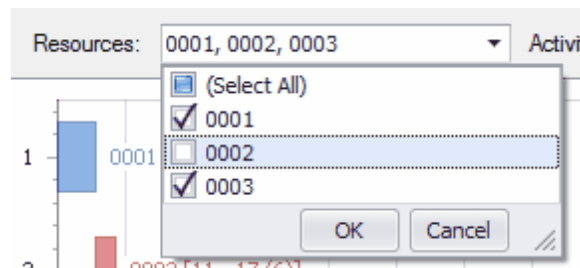 Resources: 0001, 0002, 0003 Activi
(Select All)
0001
1 0001 0002
0003
OK Cancel